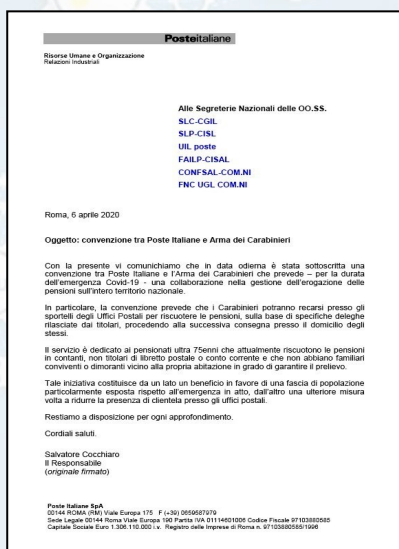 Posteitaliane
Risorse Umane e Organizzazione
Relazioni Industriali
Alle Segreterie Nazionali delle OO.SS.
SLC-CGIL
SLP-CISL
UIL poste
FAILP-CISAL
CONFSAL-COM.NI
FNC UGL COM.NI
Roma, 6 aprile 2020
Oggetto: convenzione tra Poste Italiane e Arma dei Carabinieri
Con la presente vi comunichiamo che in data odierna è stata sottoscritta una
convenzione tra Poste Italiane e l'Arma dei Carabinieri che prevede – per la durata
dell'emergenza Covid-19 - una collaborazione nella gestione dell'erogazione delle
pensioni sull'intero territorio nazionale.
In particolare, la convenzione prevede che i Carabinieri potranno recarsi presso gli
sportelli degli Uffici Postali per riscuotere le pensioni, sulla base di specifiche deleghe
rilasciate dai titolari, procedendo alla successiva consegna presso il domicilio degli
stessi.
Il servizio è dedicato ai pensionati ultra 75enni che attualmente riscuotono le pensioni
in contanti, non titolari di libretto postale o conto corrente e che non abbiano familiari
conviventi o dimoranti vicino alla propria abitazione in grado di garantire il prelievo.
Tale iniziativa costituisce da un lato un beneficio in favore di una fascia di popolazione
particolarmente esposta rispetto all'emergenza in atto, dall'altro una ulteriore misura
volta a ridurre la presenza di clientela presso gli uffici postali.
Restiamo a disposizione per ogni approfondimento.
Cordiali saluti.
Salvatore Cocchiaro
Il Responsabile
(originale firmato)
Poste Italiane SpA
00144 ROMA (RM) Viale Europa 175 F (+39) 0659587979
Sede Legale 00144 Roma Viale Europa 190 Partita IVA 01114601006 Codice Fiscale 97103880585
Capitale Sociale Euro 1.306.110.000 i.v. Registro delle Imprese di Roma n. 97103880585/1996